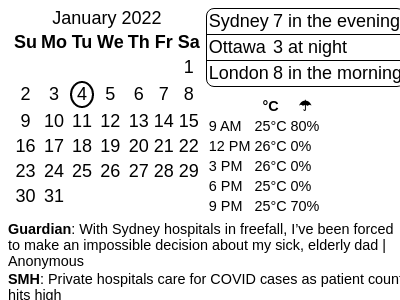 January 2022
Su Mo Tu We Th Fr Sa
1
2 3 4 5 6 7 8
9 10 11 12 13 14 15
16 17 18 19 20 21 22
23 24 25 26 27 28 29
30 31
Sydney 7 in the evening
Ottawa 3 at night
London 8 in the morning
°C ☂
9 AM 25°C 80%
12 PM 26°C 0%
3 PM 26°C 0%
6 PM 25°C 0%
9 PM 25°C 70%
Guardian: With Sydney hospitals in freefall, I've been forced
to make an impossible decision about my sick, elderly dad |
Anonymous
SMH: Private hospitals care for COVID cases as patient count
hits high